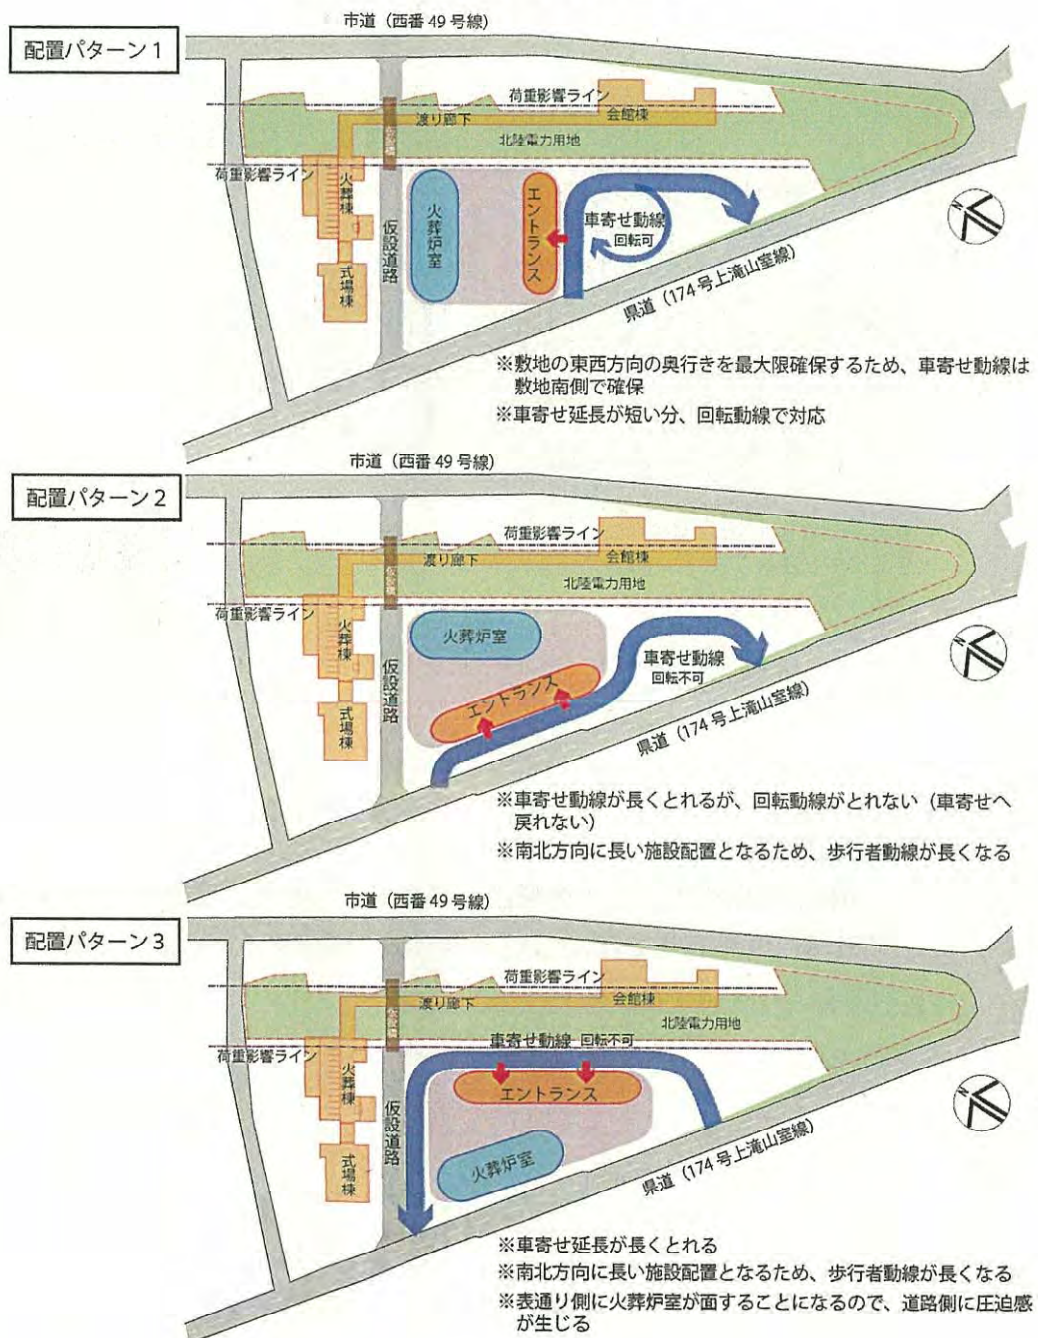 市道（西番49号線）
配置パターン1
荷重影響ライン
会館棟
渡り廊下
仮設橋
北陸電力用地
荷重影響ライン
火葬棟
火葬炉室
エントランス
車寄せ動線
回転可
仮設道路
式場棟
N
県道（174号上滝山室線）
※敷地の東西方向の奥行きを最大限確保するため、車寄せ動線は
敷地南側で確保
※車寄せ延長が短い分、回転動線で対応
市道（西番49号線）
配置パターン2
荷重影響ライン
会館棟
渡り廊下
仮設橋
北陸電力用地
荷重影響ライン
火葬棟
火葬炉室
車寄せ動線
回転不可
エントランス
仮設道路
式場棟
N
県道（174号上滝山室線）
※車寄せ動線が長くとれるが、回転動線がとれない（車寄せへ
戻れない）
※南北方向に長い施設配置となるため、歩行者動線が長くなる
市道（西番49号線）
配置パターン3
荷重影響ライン
会館棟
渡り廊下
仮設橋
北陸電力用地
車寄せ動線 回転不可
荷重影響ライン
火葬棟
エントランス
仮設道路
火葬炉室
式場棟
N
県道（174号上滝山室線）
※車寄せ延長が長くとれる
※南北方向に長い施設配置となるため、歩行者動線が長くなる
※表通り側に火葬炉室が面することになるので、道路側に圧迫感
が生じる